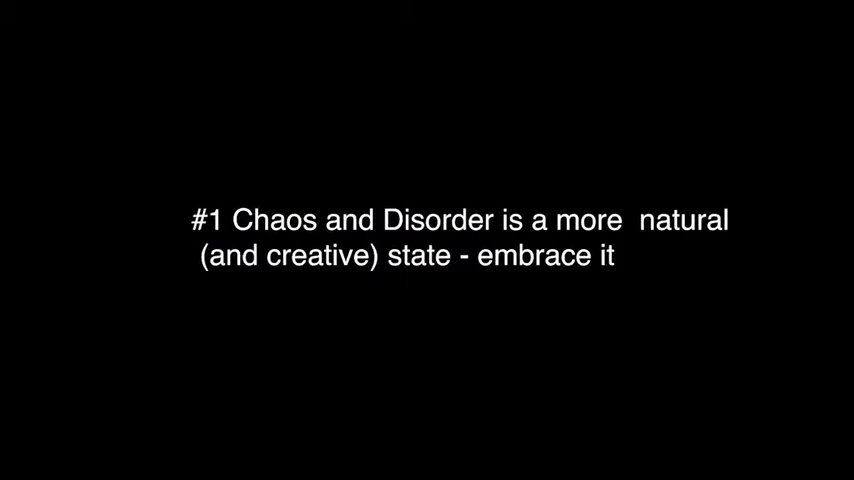 #1 Chaos and Disorder is a more  natural
(and creative) state - embrace it